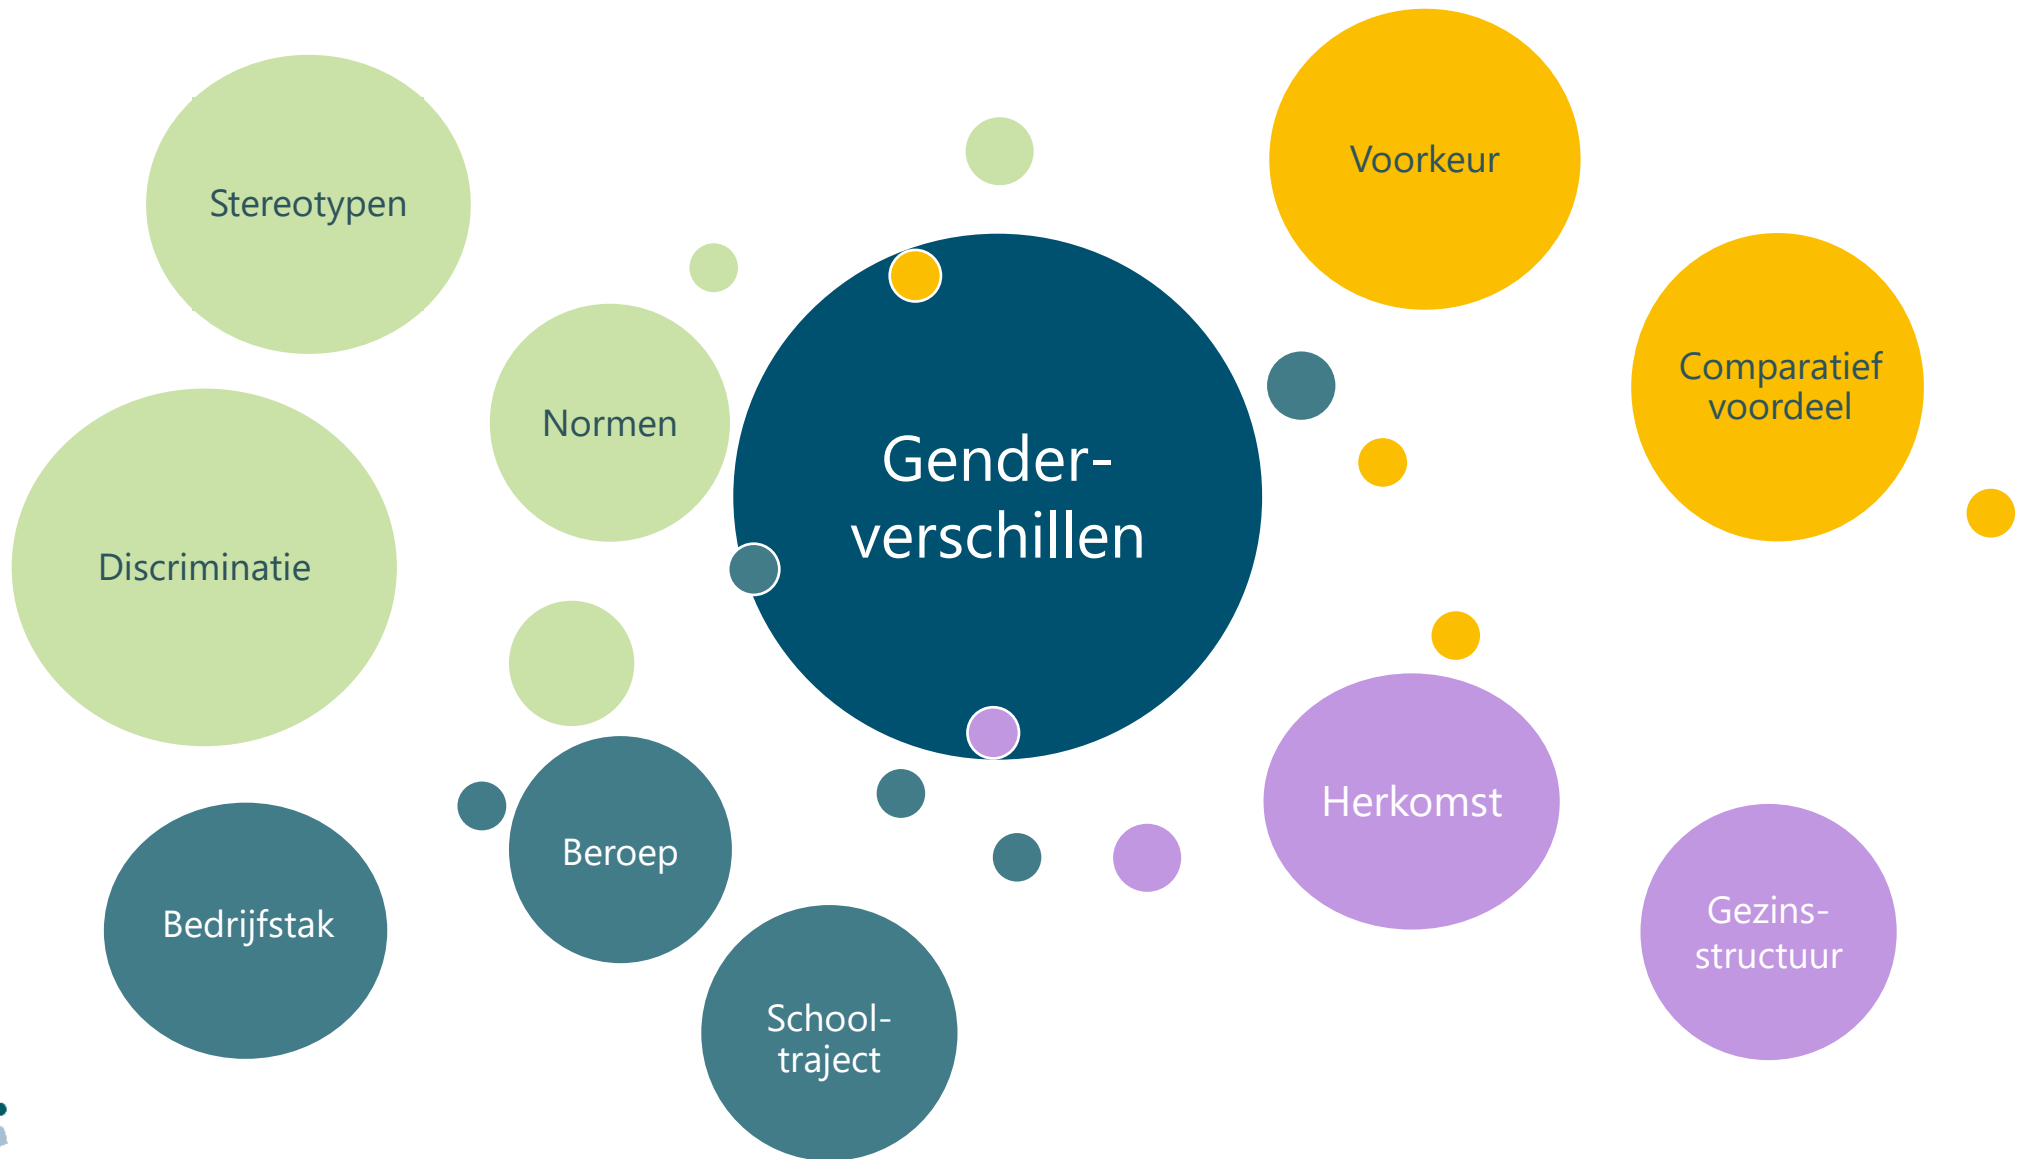 Stereotypen
Normen
Discriminatie
Gender-
verschillen
Voorkeur
Comparatief
voordeel
Bedrijfstak
Beroep
School-
traject
Herkomst
Gezins-
structuur